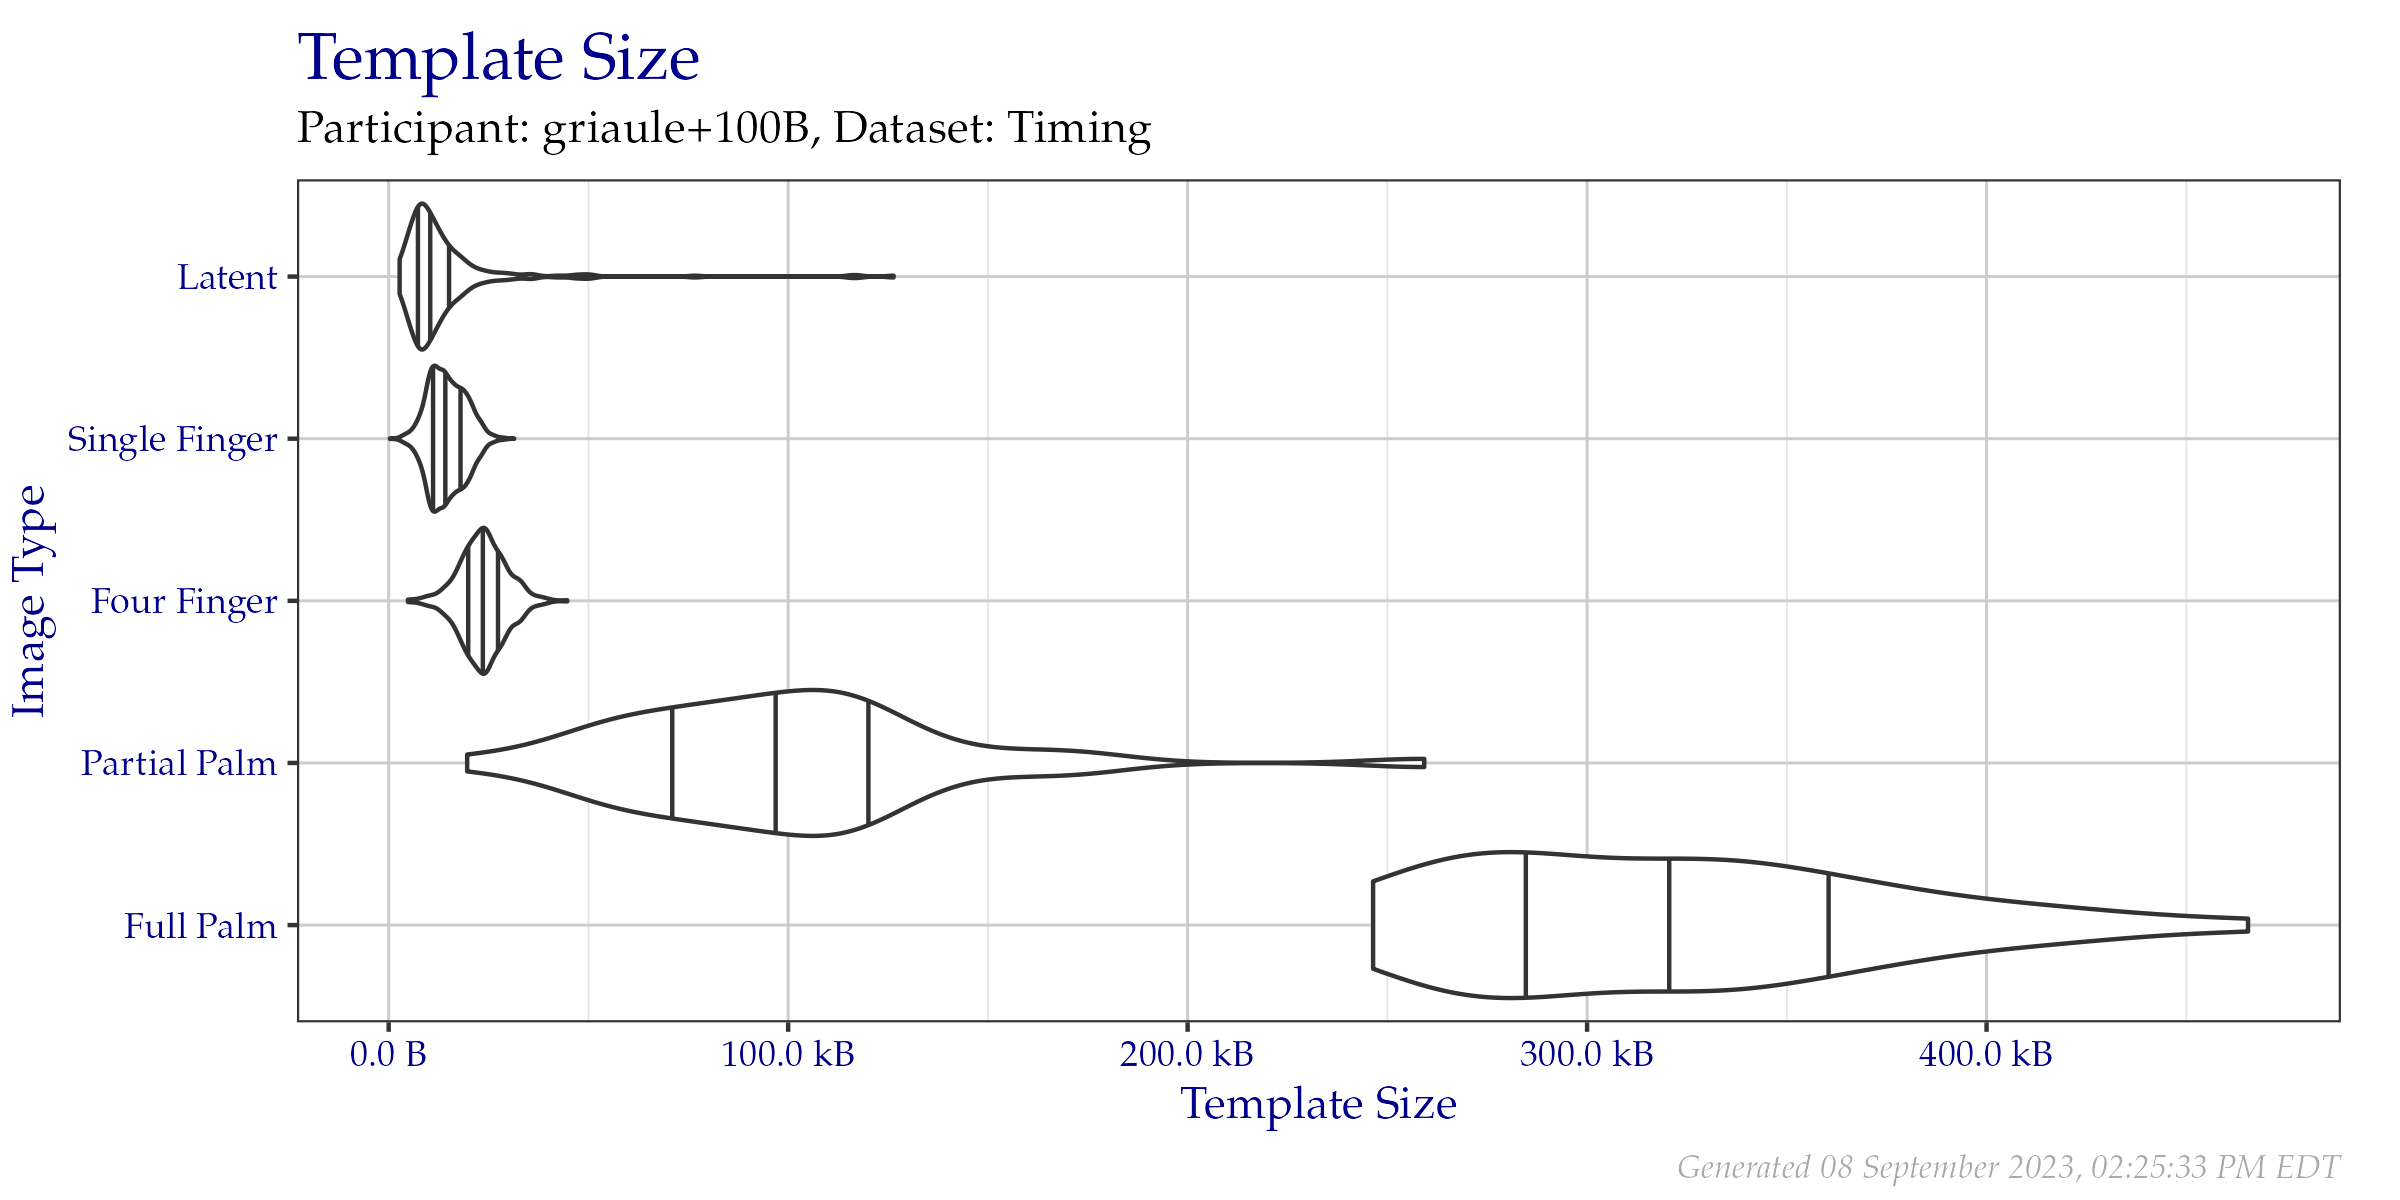 Template Size
Participant: griaule+100B, Dataset: Timing
Image Type
Latent
Single Finger
Four Finger
Partial Palm
Full Palm
0.0 B 100.0 kB 200.0 kB 300.0 kB 400.0 kB
Template Size
Generated 08 September 2023, 02:25:33 PM EDT